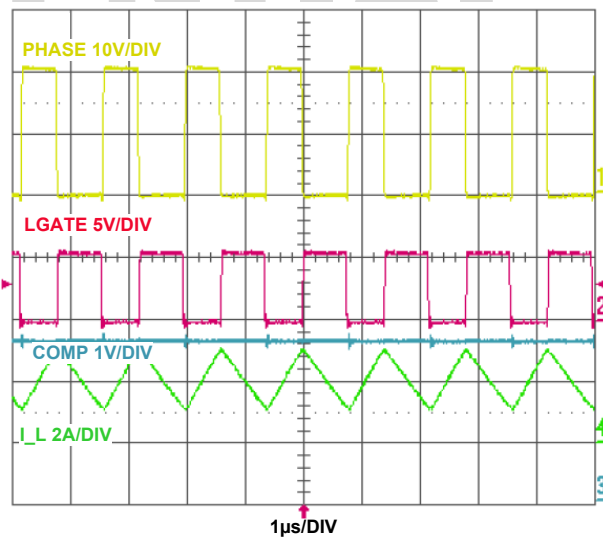 PHASE 10V/DIV
LGATE 5V/DIV
COMP 1V/DIV
I_L 2A/DIV
1µs/DIV